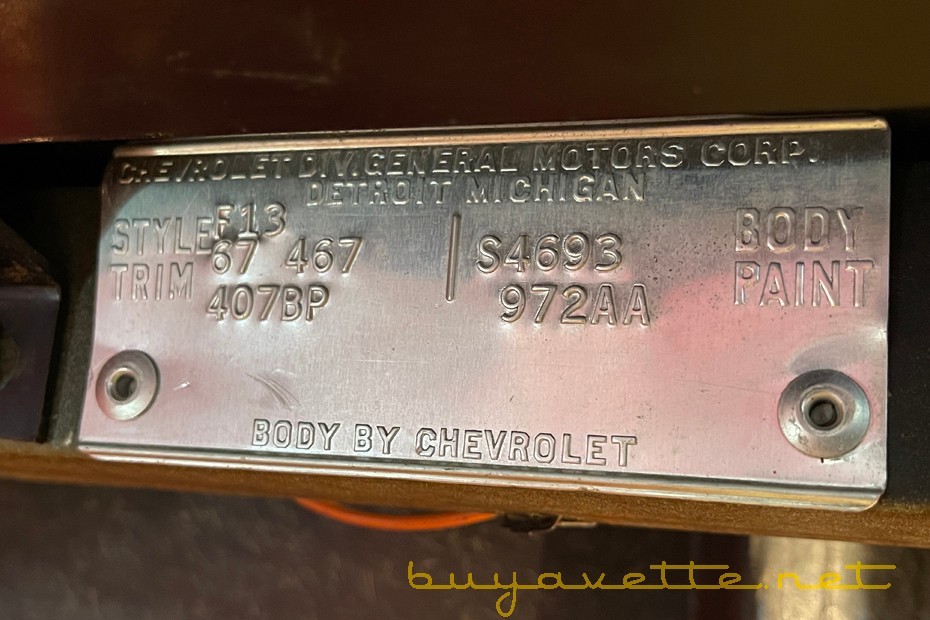 CHEVROLET DIV. GENERAL MOTORS CORP.
DETROIT MICHIGAN
F13
STYLE 67 467 | S4693 BODY
TRIM 407BP 972AA PAINT
BODY BY CHEVROLET
buyavette.net